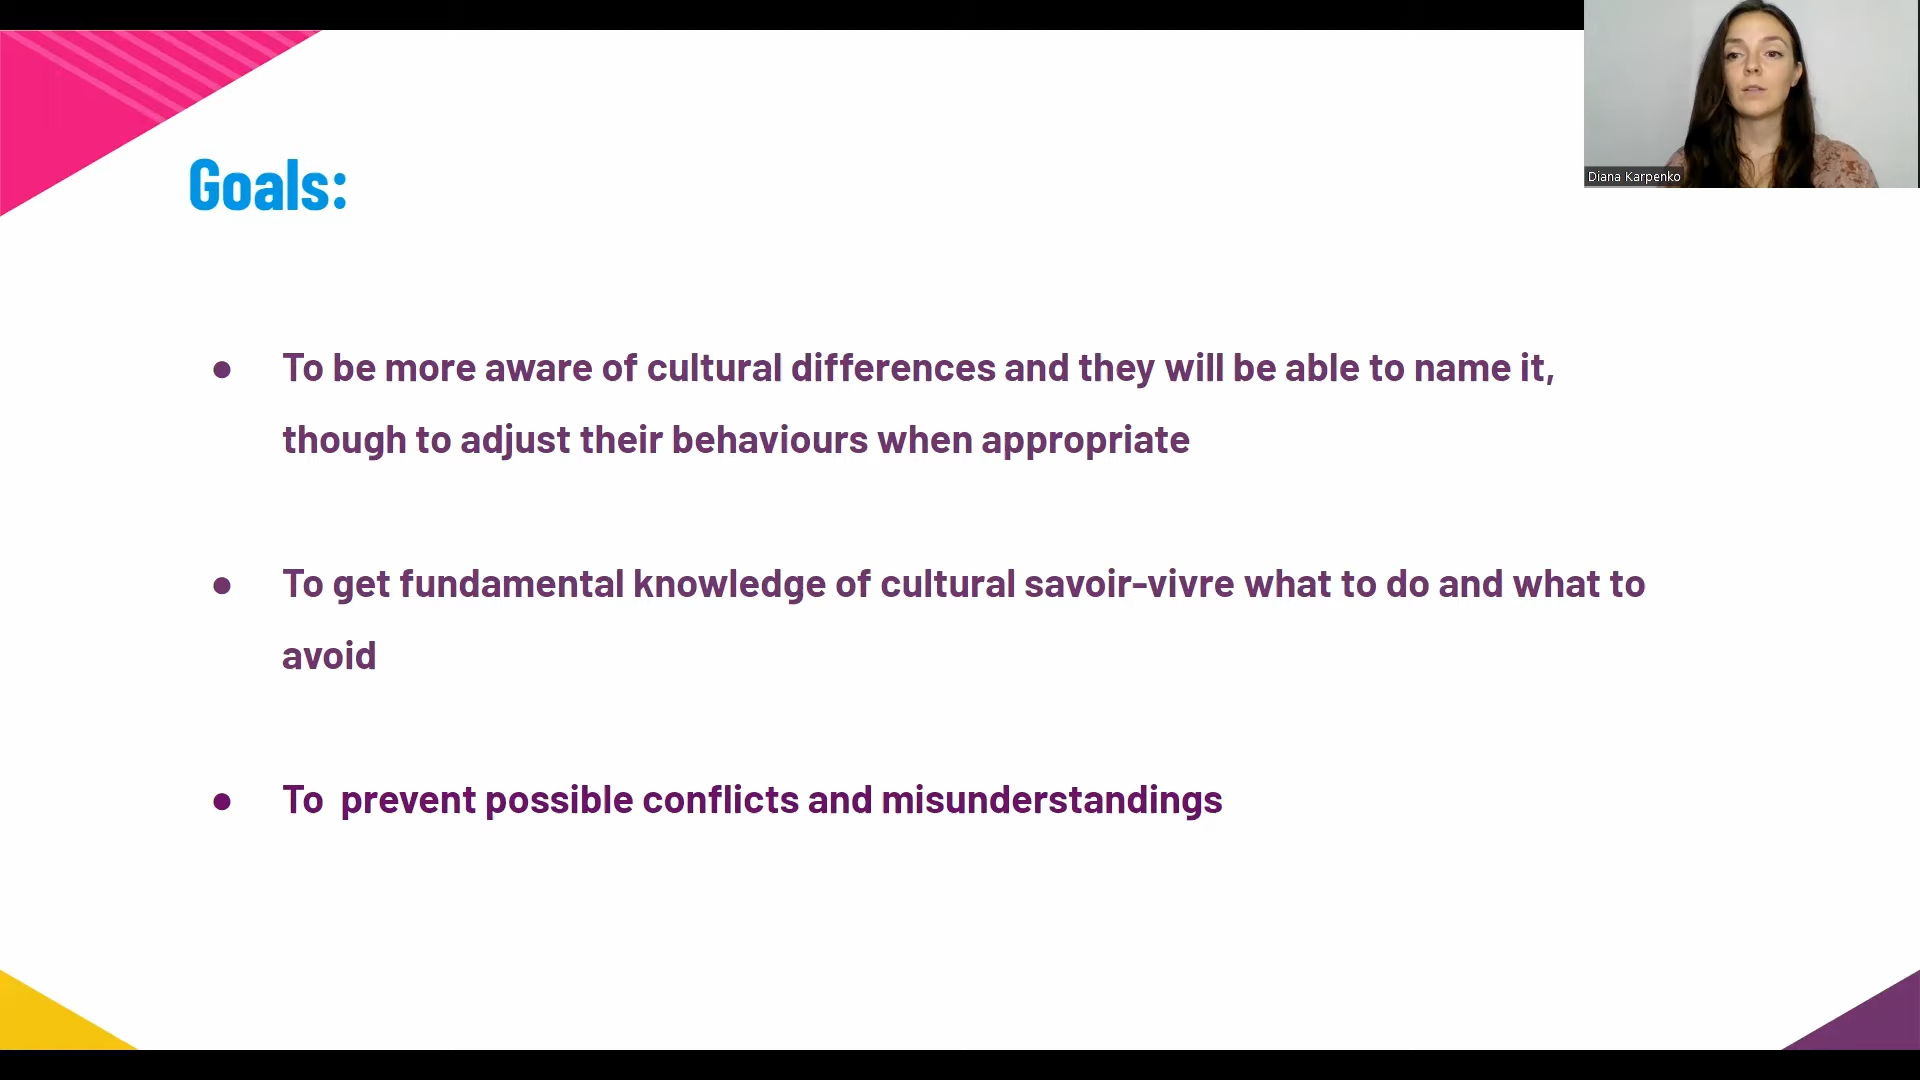 Diana Karpenko
Goals:
● To be more aware of cultural differences and they will be able to name it,
though to adjust their behaviours when appropriate
● To get fundamental knowledge of cultural savoir-vivre what to do and what to
avoid
● To  prevent possible conflicts and misunderstandings